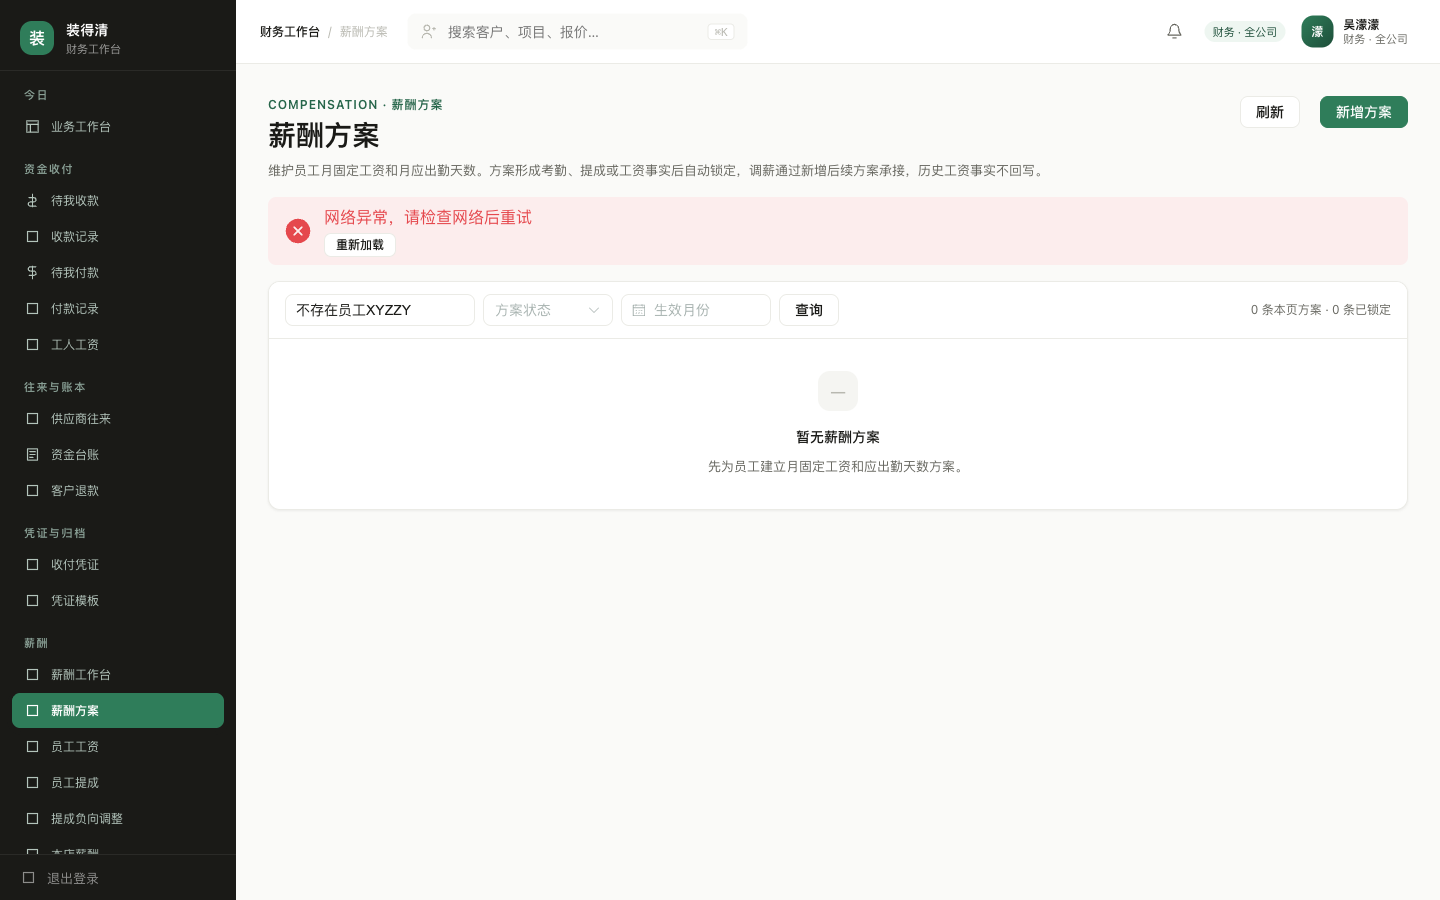 装
装得清
财务工作台
今日
业务工作台
资金收付
待我收款
收款记录
待我付款
付款记录
工人工资
往来与账本
供应商往来
资金台账
客户退款
凭证与归档
收付凭证
凭证模板
薪酬
薪酬工作台
薪酬方案
员工工资
员工提成
提成负向调整
本店薪酬
退出登录
财务工作台 / 薪酬方案
搜索客户、项目、报价...
⌘K
财务 · 全公司
濛
吴濛濛
财务 · 全公司
COMPENSATION · 薪酬方案
薪酬方案
维护员工月固定工资和月应出勤天数。方案形成考勤、提成或工资事实后自动锁定，调薪通过新增后续方案承接，历史工资事实不回写。
刷新
新增方案
网络异常，请检查网络后重试
重新加载
不存在员工XYZZY
方案状态
生效月份
查询
0 条本页方案 · 0 条已锁定
暂无薪酬方案
先为员工建立月固定工资和应出勤天数方案。